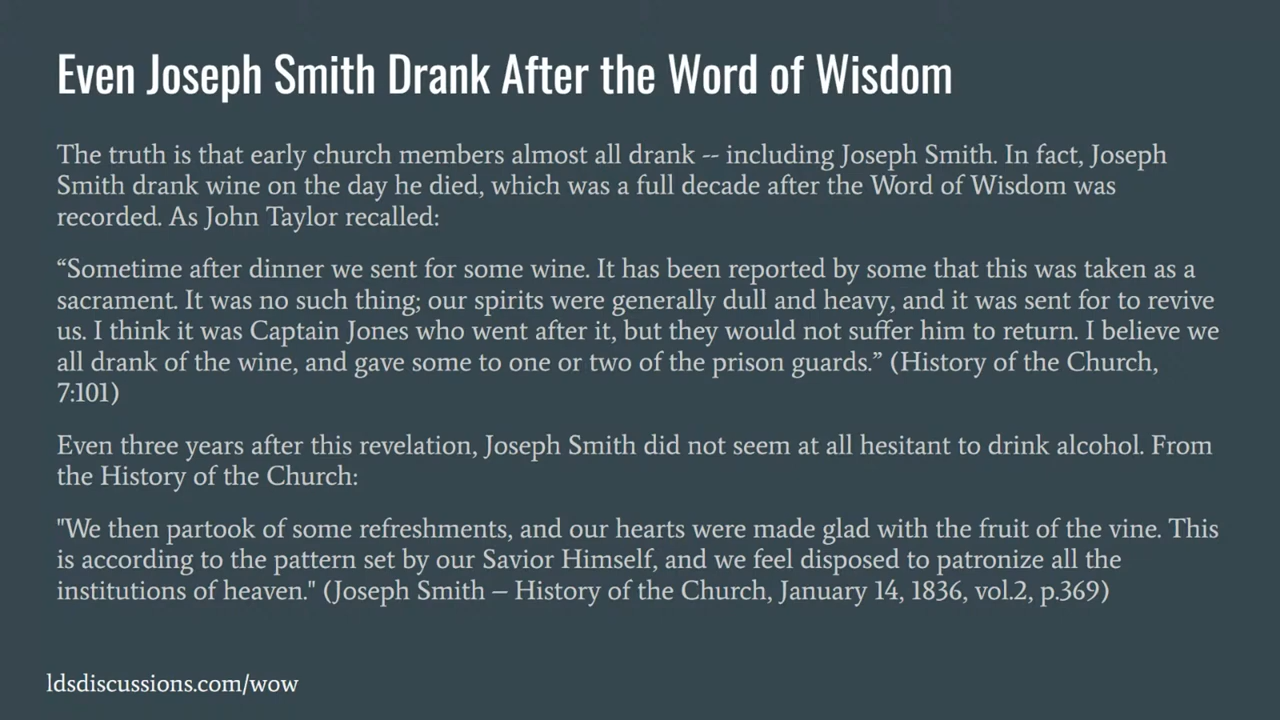 Even Joseph Smith Drank After the Word of Wisdom
The truth is that early church members almost all drank -- including Joseph Smith. In fact, Joseph
Smith drank wine on the day he died, which was a full decade after the Word of Wisdom was
recorded. As John Taylor recalled:
“Sometime after dinner we sent for some wine. It has been reported by some that this was taken as a
sacrament. It was no such thing; our spirits were generally dull and heavy, and it was sent for to revive
us. I think it was Captain Jones who went after it, but they would not suffer him to return. I believe we
all drank of the wine, and gave some to one or two of the prison guards.” (History of the Church,
7:101)
Even three years after this revelation, Joseph Smith did not seem at all hesitant to drink alcohol. From
the History of the Church:
"We then partook of some refreshments, and our hearts were made glad with the fruit of the vine. This
is according to the pattern set by our Savior Himself, and we feel disposed to patronize all the
institutions of heaven." (Joseph Smith – History of the Church, January 14, 1836, vol.2, p.369)
ldsdiscussions.com/wow